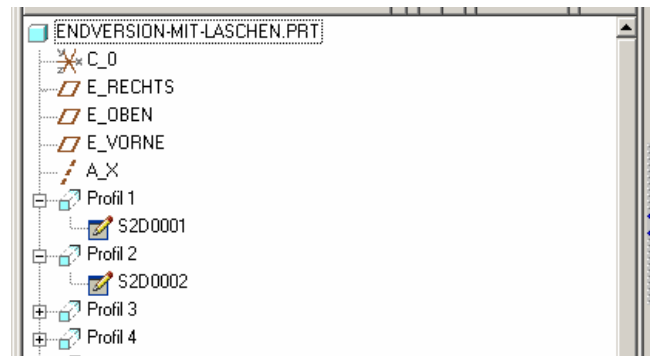 ENDVERSION-MIT-LASCHEN.PRT
C_0
E_RECHTS
E_OBEN
E_VORNE
A_X
Profil 1
S2D0001
Profil 2
S2D0002
Profil 3
Profil 4